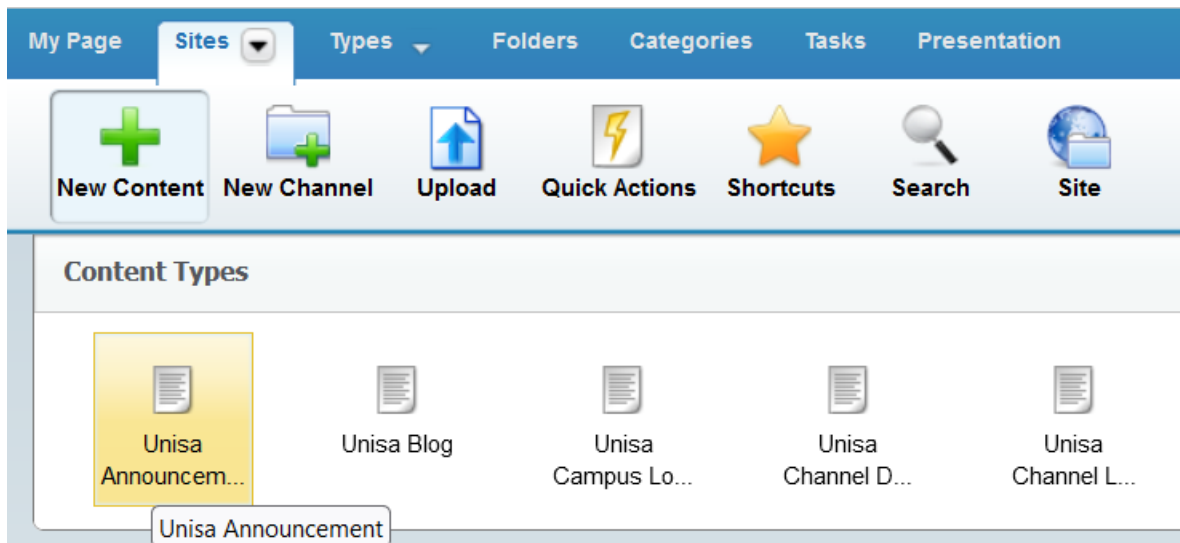 My Page Sites Types Folders Categories Tasks Presentation
New Content New Channel Upload Quick Actions Shortcuts Search Site
Content Types
Unisa Unisa Blog Unisa Unisa Unisa
Announcem... Campus Lo... Channel D... Channel L...
Unisa Announcement